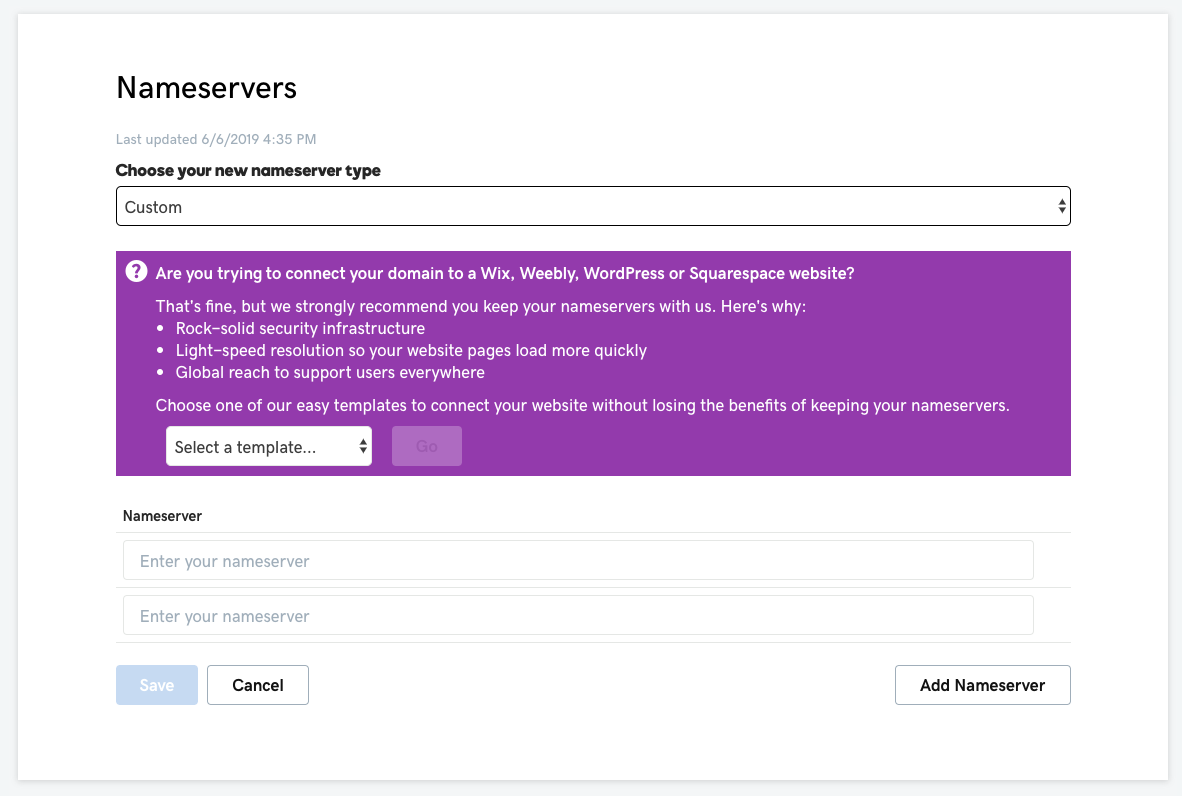 Nameservers
Last updated 6/6/2019 4:35 PM
Choose your new nameserver type
Custom
? Are you trying to connect your domain to a Wix, Weebly, WordPress or Squarespace website?
That's fine, but we strongly recommend you keep your nameservers with us. Here's why:
• Rock-solid security infrastructure
• Light-speed resolution so your website pages load more quickly
• Global reach to support users everywhere
Choose one of our easy templates to connect your website without losing the benefits of keeping your nameservers.
Select a template... Go
Nameserver
Enter your nameserver
Enter your nameserver
Save Cancel Add Nameserver